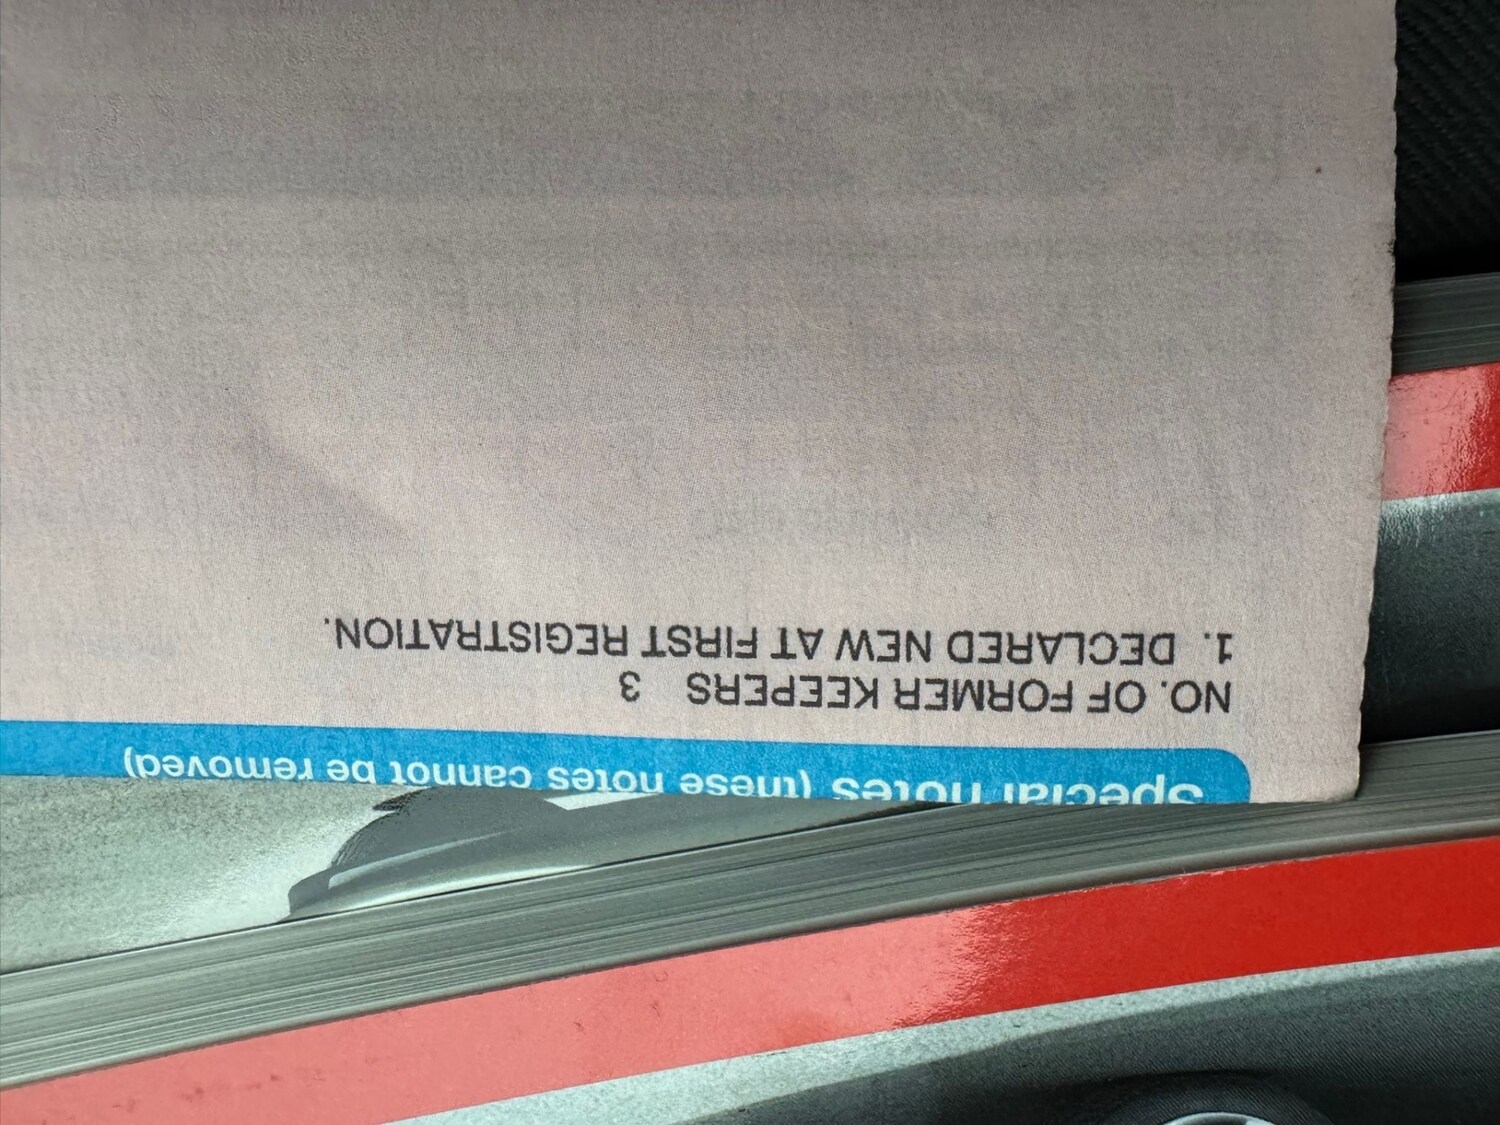 Special notes (these notes cannot be removed)
NO. OF FORMER KEEPERS 3
1. DECLARED NEW AT FIRST REGISTRATION.